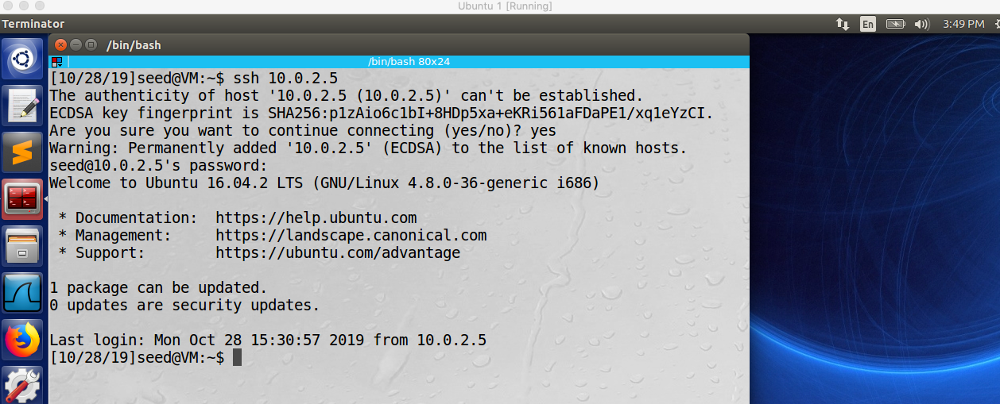 Ubuntu 1 [Running]
Terminator
En
3:49 PM
/bin/bash
/bin/bash 80x24
[10/28/19]seed@VM:~$ ssh 10.0.2.5
The authenticity of host '10.0.2.5 (10.0.2.5)' can't be established.
ECDSA key fingerprint is SHA256:p1zAio6c1bI+8HDp5xa+eKRi561aFDaPE1/xq1eYzCI.
Are you sure you want to continue connecting (yes/no)? yes
Warning: Permanently added '10.0.2.5' (ECDSA) to the list of known hosts.
seed@10.0.2.5's password:
Welcome to Ubuntu 16.04.2 LTS (GNU/Linux 4.8.0-36-generic i686)
* Documentation:  https://help.ubuntu.com
* Management:     https://landscape.canonical.com
* Support:        https://ubuntu.com/advantage
1 package can be updated.
0 updates are security updates.
Last login: Mon Oct 28 15:30:57 2019 from 10.0.2.5
[10/28/19]seed@VM:~$